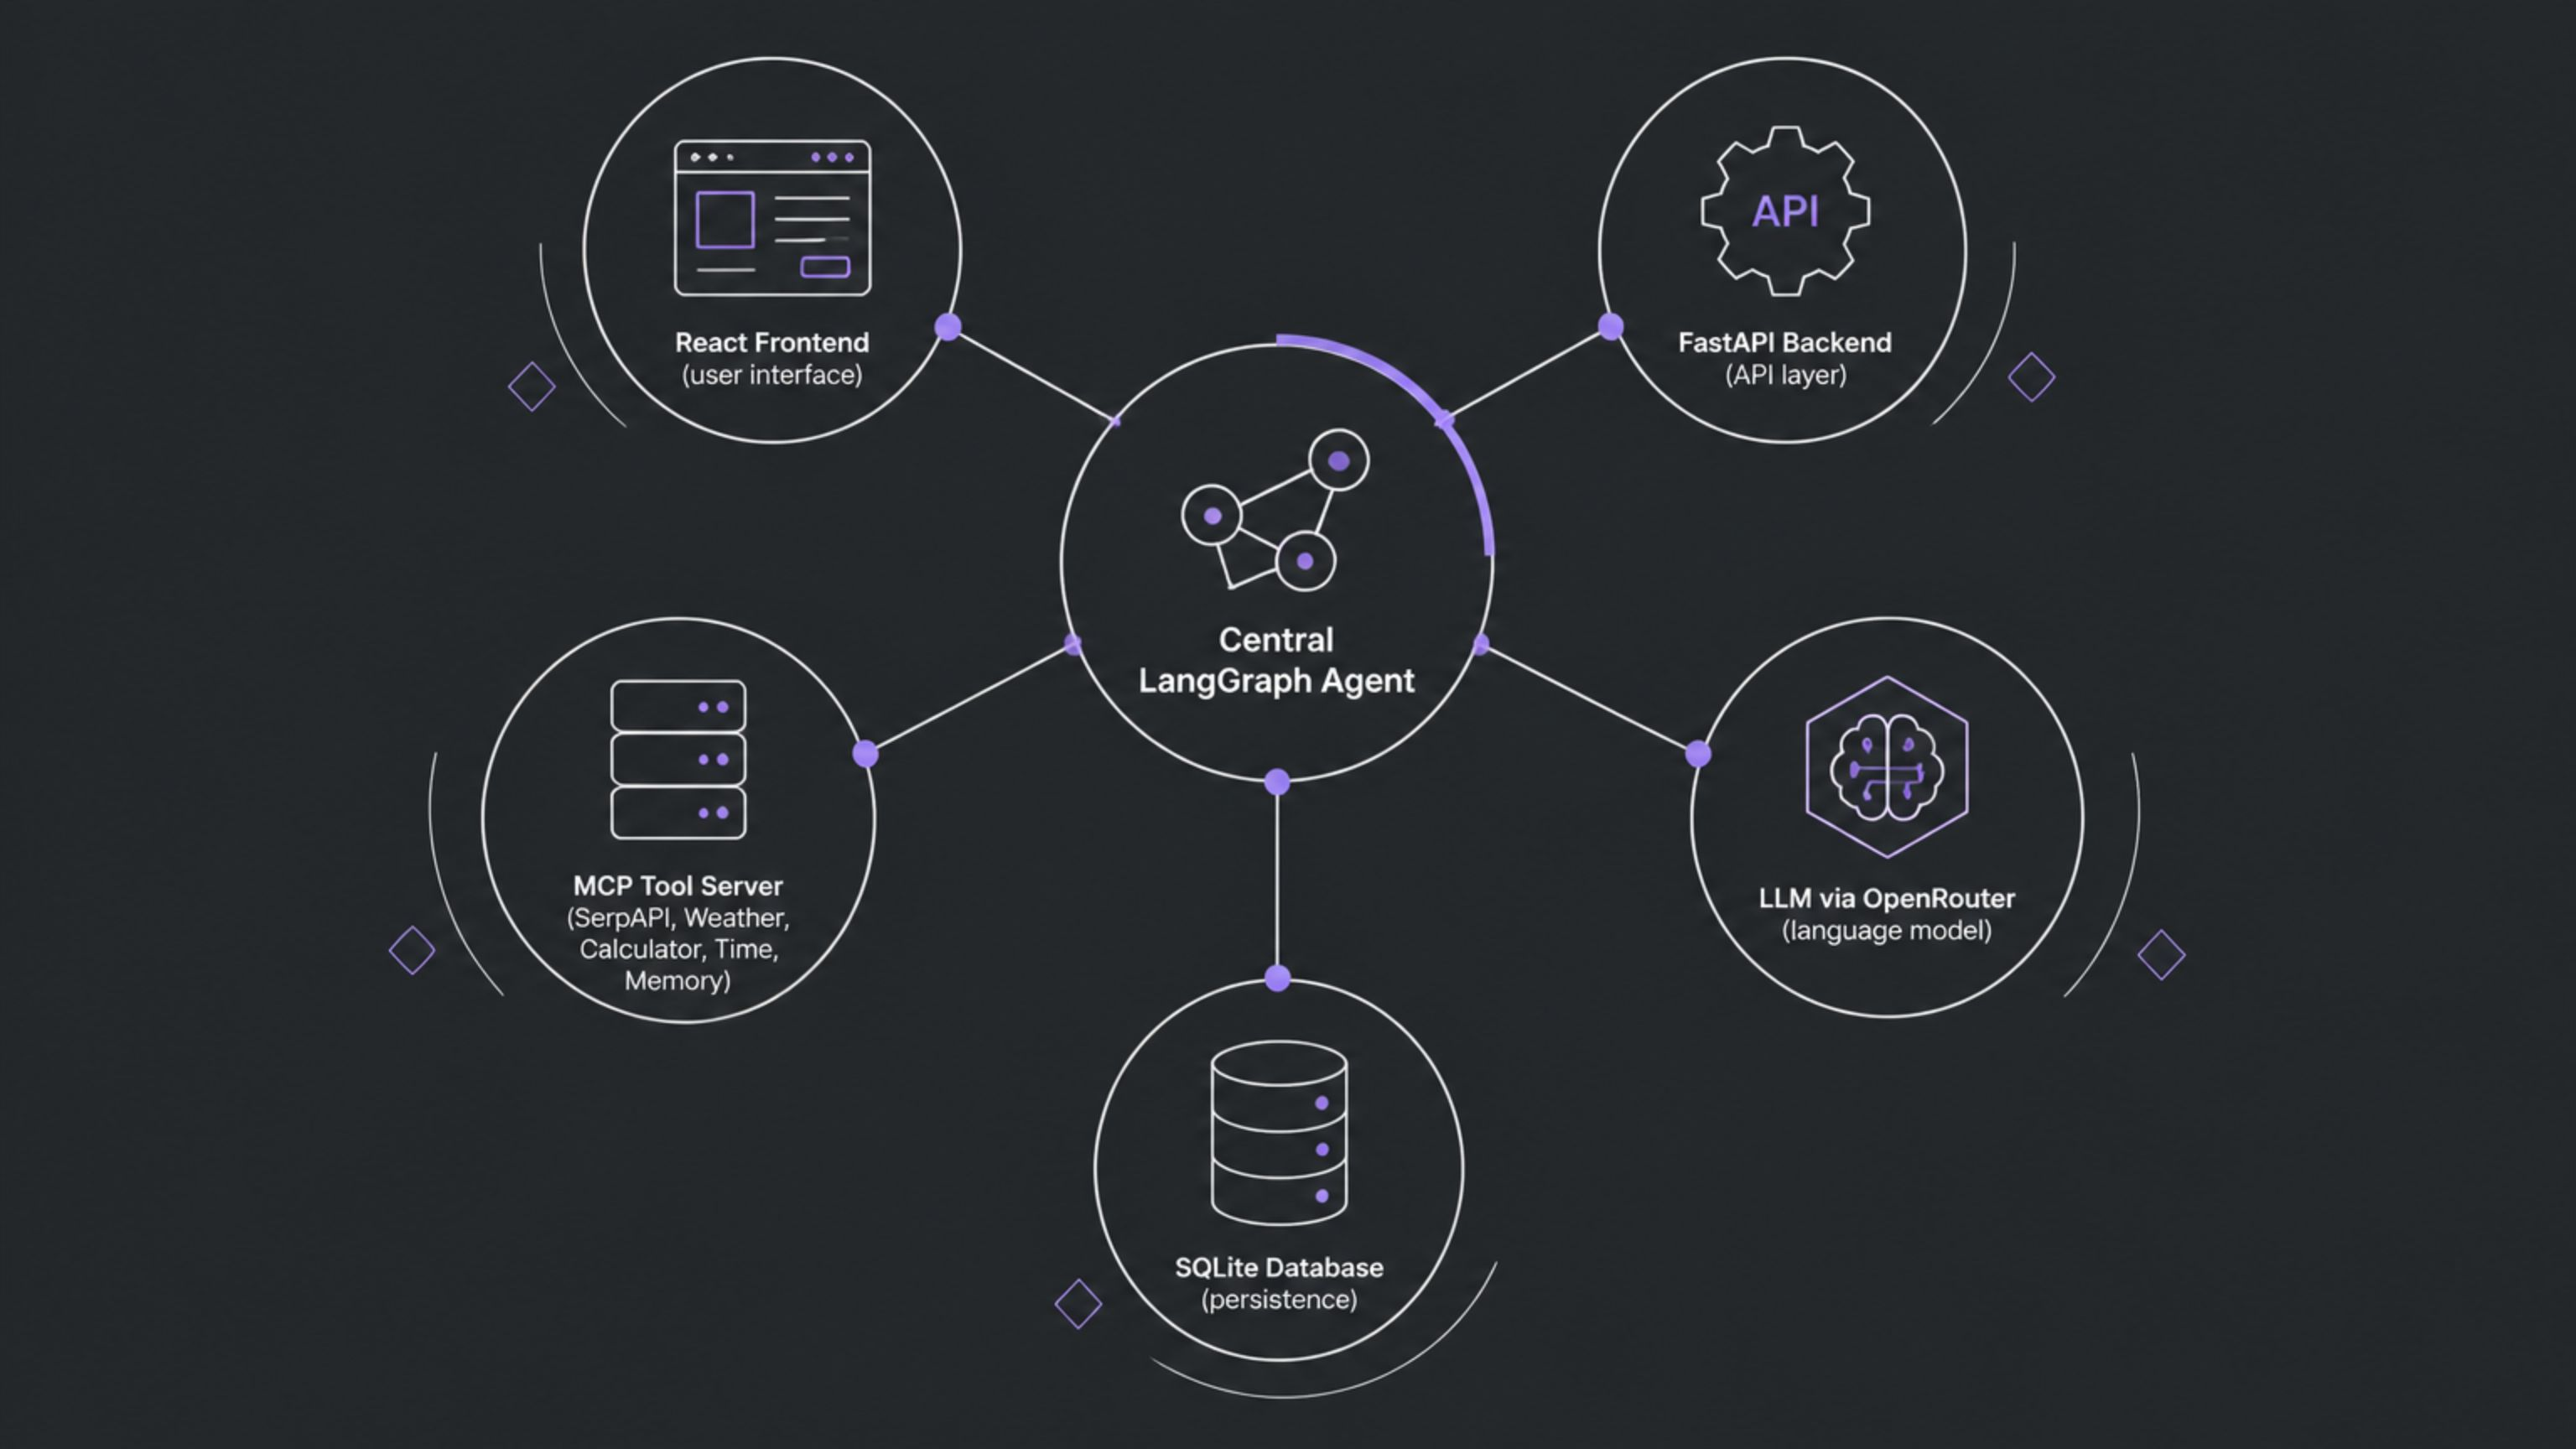 React Frontend
(user interface)
API
FastAPI Backend
(API layer)
Central
LangGraph Agent
MCP Tool Server
(SerpAPI, Weather,
Calculator, Time,
Memory)
LLM via OpenRouter
(language model)
SQLite Database
(persistence)